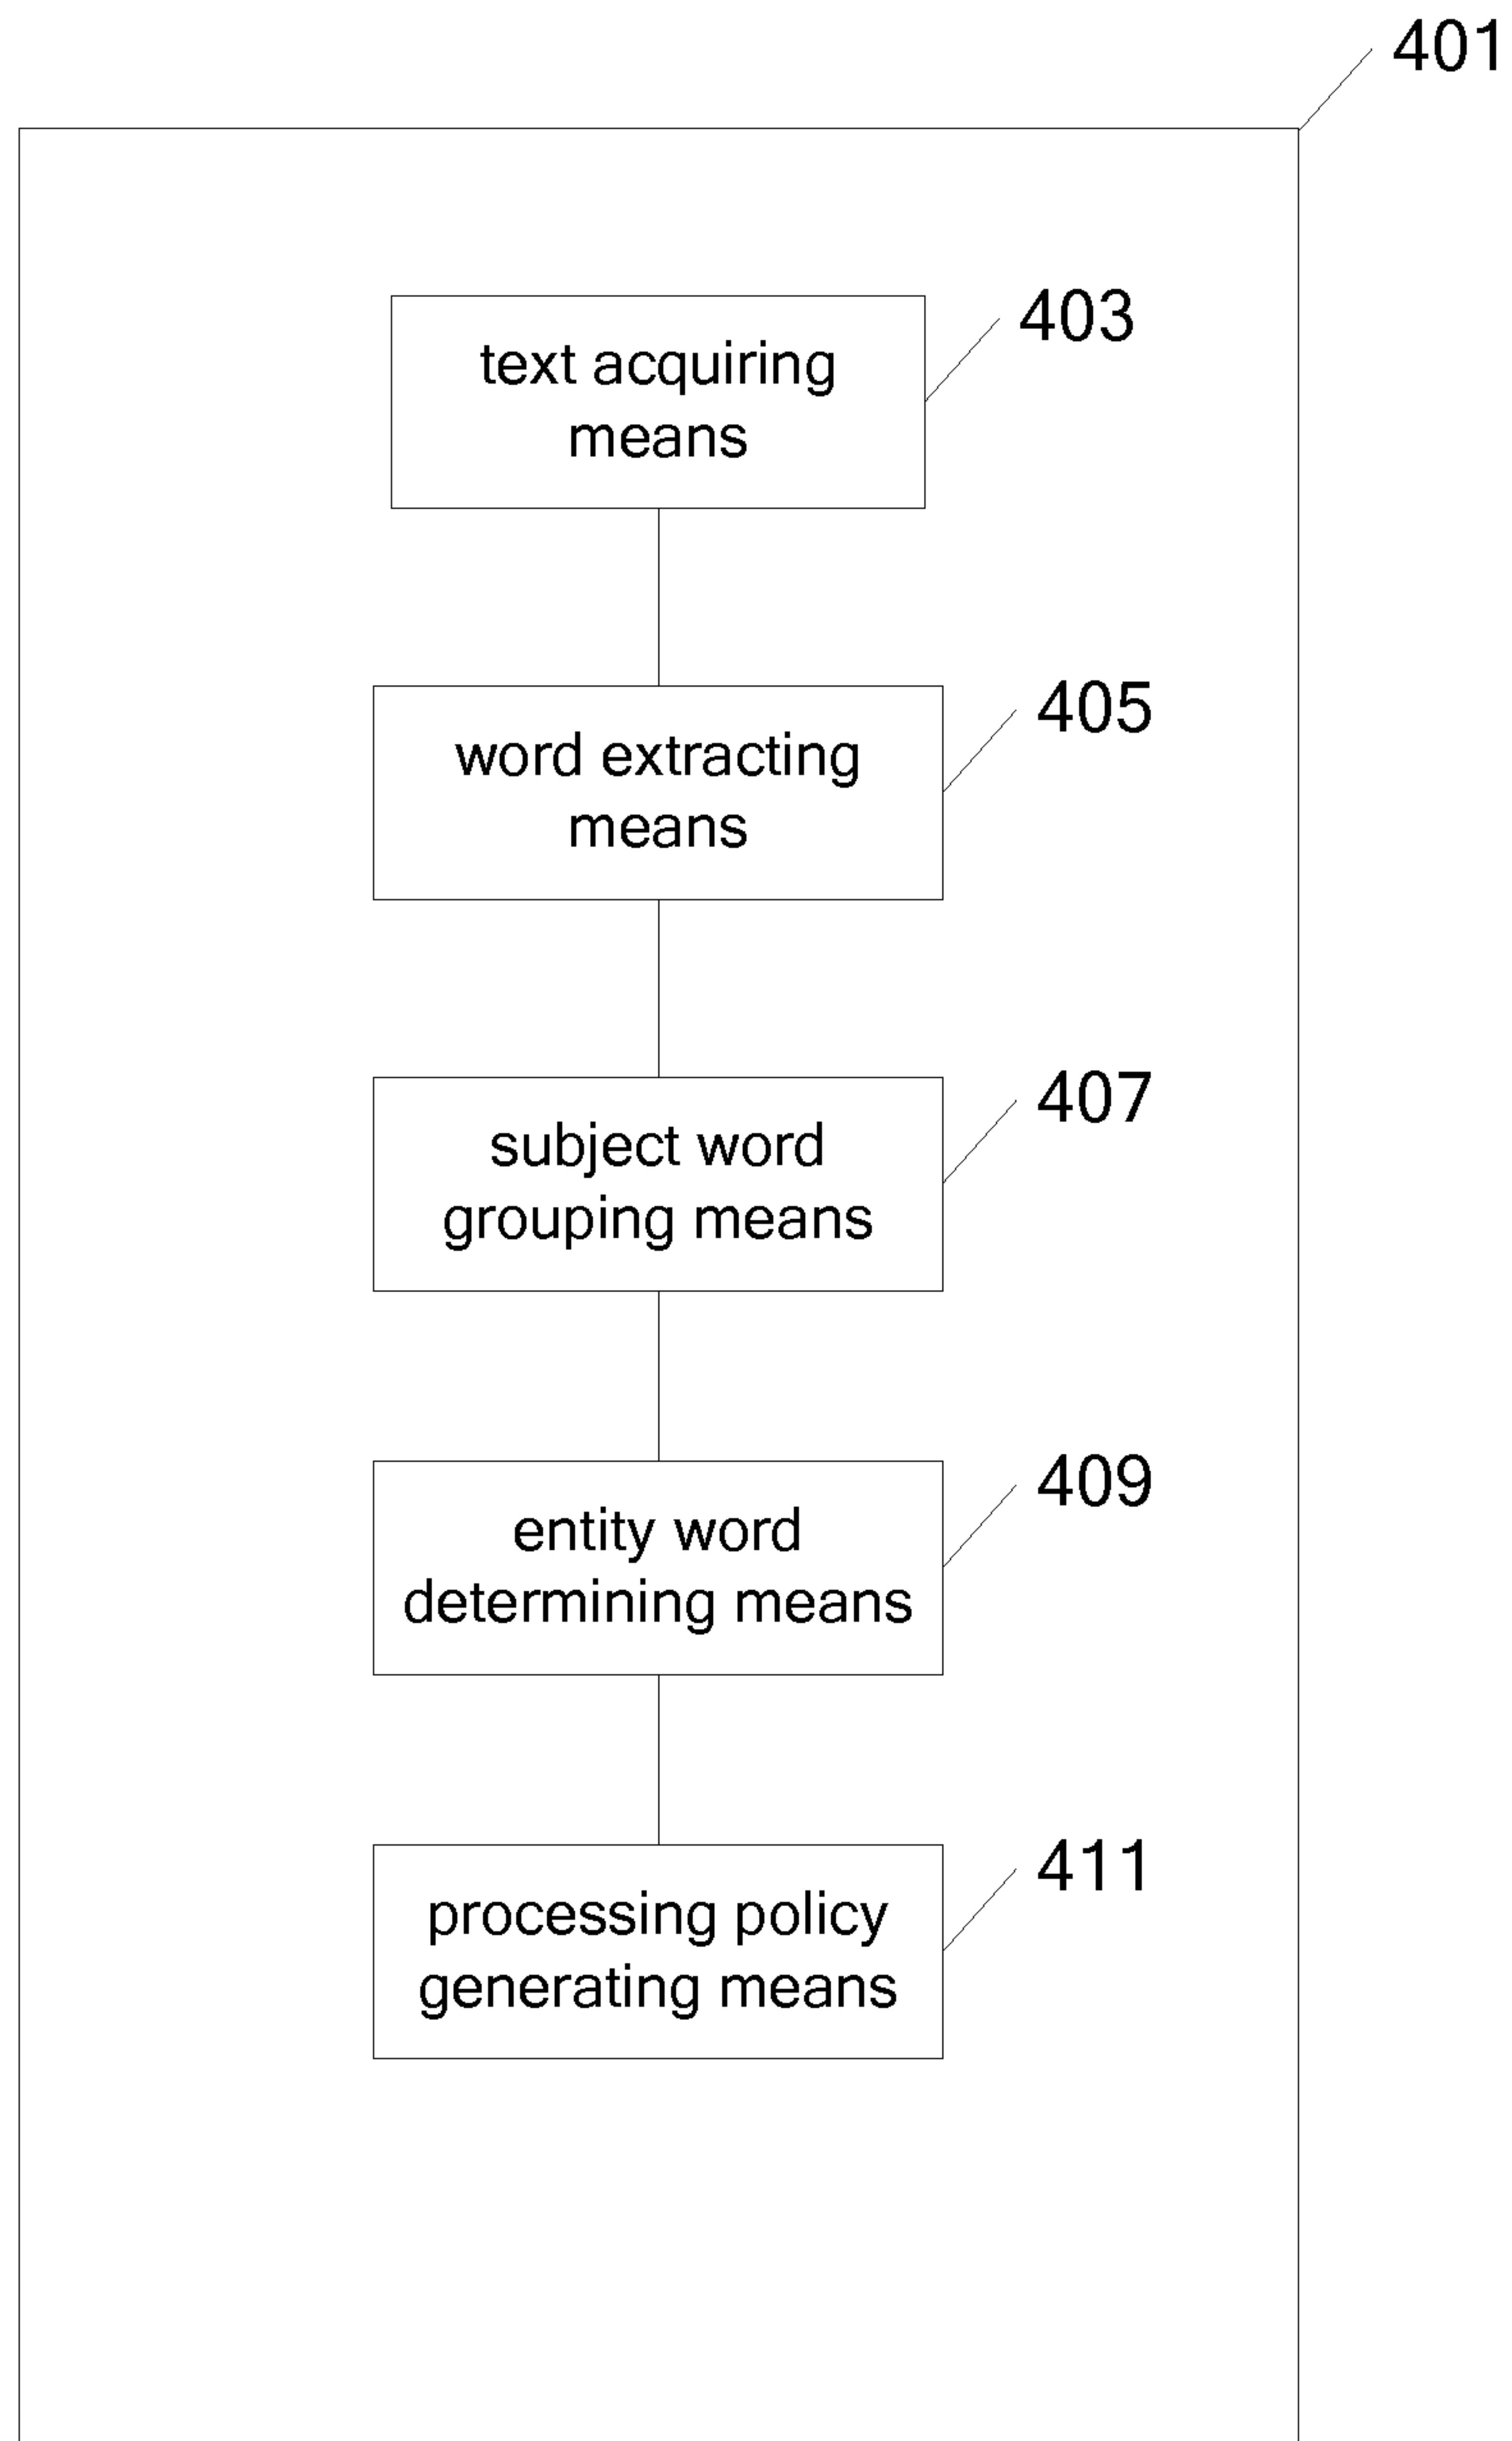 401
403
text acquiring
means
405
word extracting
means
407
subject word
grouping means
409
entity word
determining means
411
processing policy
generating means